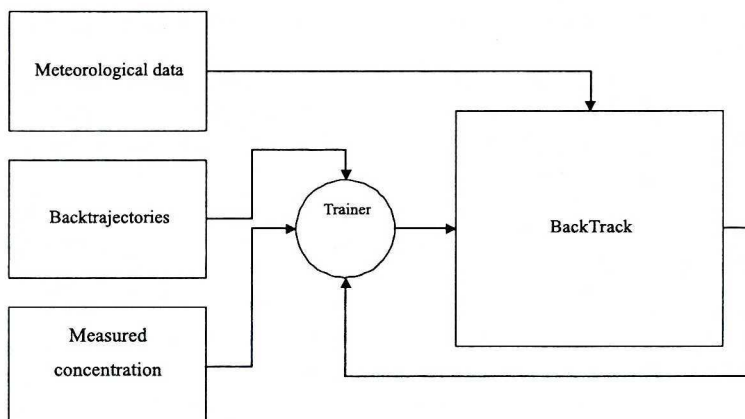 Meteorological data
Backtrajectories
Trainer
BackTrack
Measured
concentration